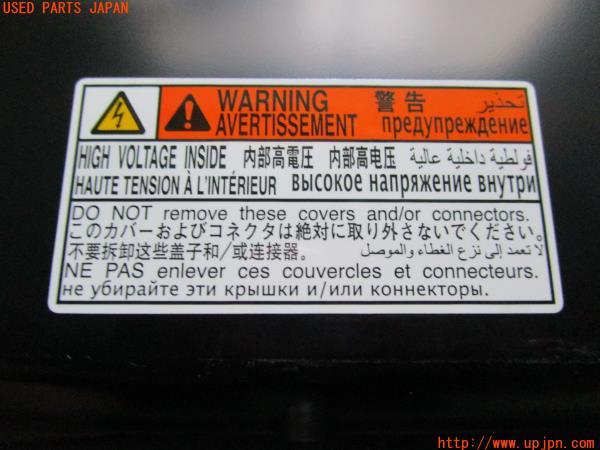 USED PARTS JAPAN
WARNING 警告 تحذير
AVERTISSEMENT предупреждение
HIGH VOLTAGE INSIDE 内部高電圧 内部高电压 فولطية داخلية عالية
HAUTE TENSION À L'INTÉRIEUR высокое напряжение внутри
DO NOT remove these covers and/or connectors.
このカバーおよびコネクタは絶対に取り外さないでください。
不要拆卸这些盖子和/或连接器。 لا تعمد إلى نزع الغطاء والموصل
NE PAS enlever ces couvercles et connecteurs.
не убирайте эти крышки и/или коннекторы.
http://www.upjpn.com/